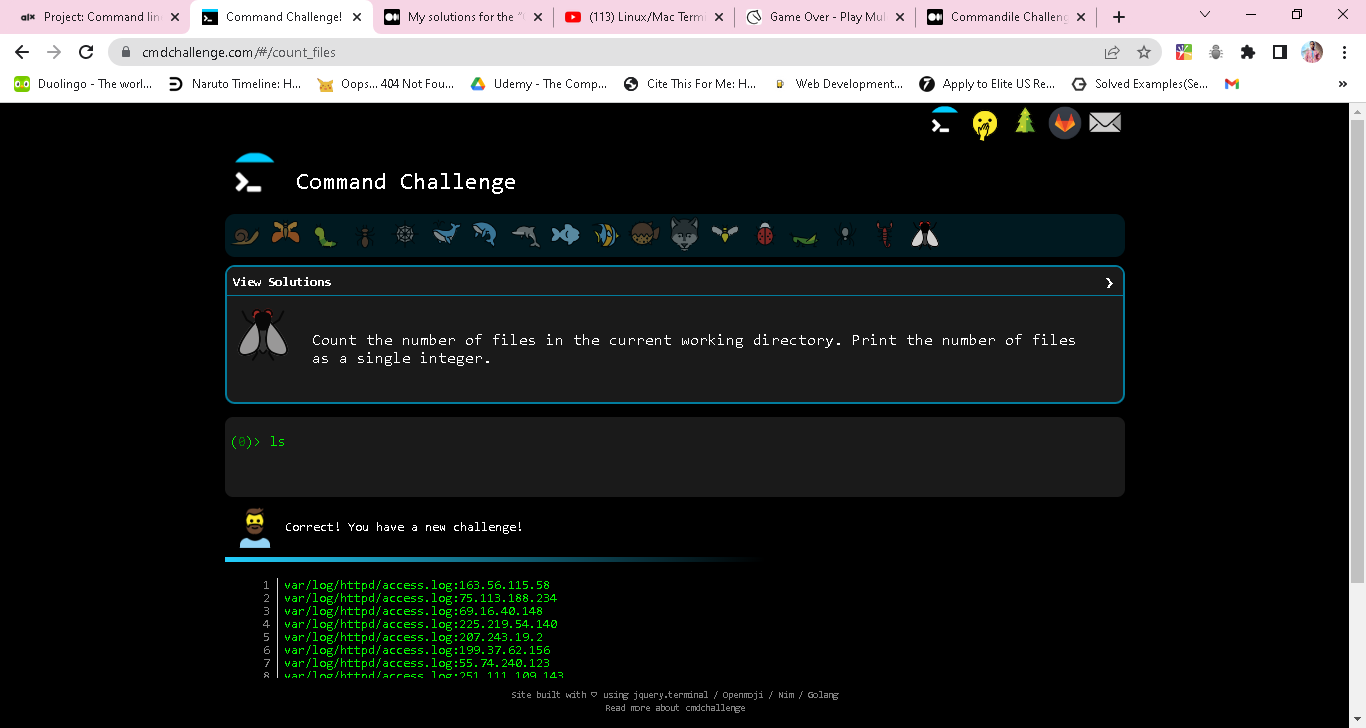 alx Project: Command lin
Command Challenge!
My solutions for the "C
(113) Linux/Mac Term
Game Over - Play Mul
Commandile Challeng
cmdchallenge.com/#/count_files
Duolingo - The worl...
Naruto Timeline: H...
Oops... 404 Not Fou...
Udemy - The Comp...
Cite This For Me: H...
Web Development...
Apply to Elite US Re...
Solved Examples(Se...
»
Command Challenge
View Solutions
Count the number of files in the current working directory. Print the number of files
as a single integer.
(0)> ls
Correct! You have a new challenge!
1 var/log/httpd/access.log:163.56.115.58
2 var/log/httpd/access.log:75.113.188.234
3 var/log/httpd/access.log:69.16.40.148
4 var/log/httpd/access.log:225.219.54.140
5 var/log/httpd/access.log:207.243.19.2
6 var/log/httpd/access.log:199.37.62.156
7 var/log/httpd/access.log:55.74.240.123
8 var/log/httpd/access.log:251.111.109.143
Site built with ♡ using jquery.terminal / Openmoji / Nim / Golang
Read more about cmdchallenge